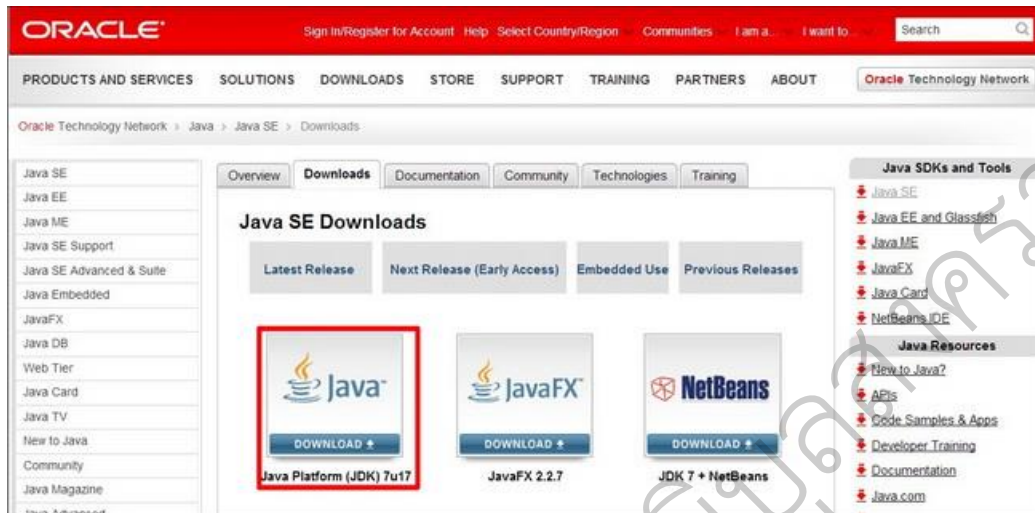 ORACLE
Sign In/Register for Account Help Select Country/Region Communities I am a... I want to... Search
PRODUCTS AND SERVICES SOLUTIONS DOWNLOADS STORE SUPPORT TRAINING PARTNERS ABOUT Oracle Technology Network
Oracle Technology Network > Java > Java SE > Downloads
Java SE
Java EE
Java ME
Java SE Support
Java SE Advanced & Suite
Java Embedded
JavaFX
Java DB
Web Tier
Java Card
Java TV
New to Java
Community
Java Magazine
Java Advanced
Overview Downloads Documentation Community Technologies Training
Java SE Downloads
Latest Release Next Release (Early Access) Embedded Use Previous Releases
Java JavaFX NetBeans
DOWNLOAD DOWNLOAD DOWNLOAD
Java Platform (JDK) 7u17 JavaFX 2.2.7 JDK 7 + NetBeans
Java SDKs and Tools
Java SE
Java EE and Glassfish
Java ME
JavaFX
Java Card
NetBeans IDE
Java Resources
New to Java?
APIs
Code Samples & Apps
Developer Training
Documentation
Java.com